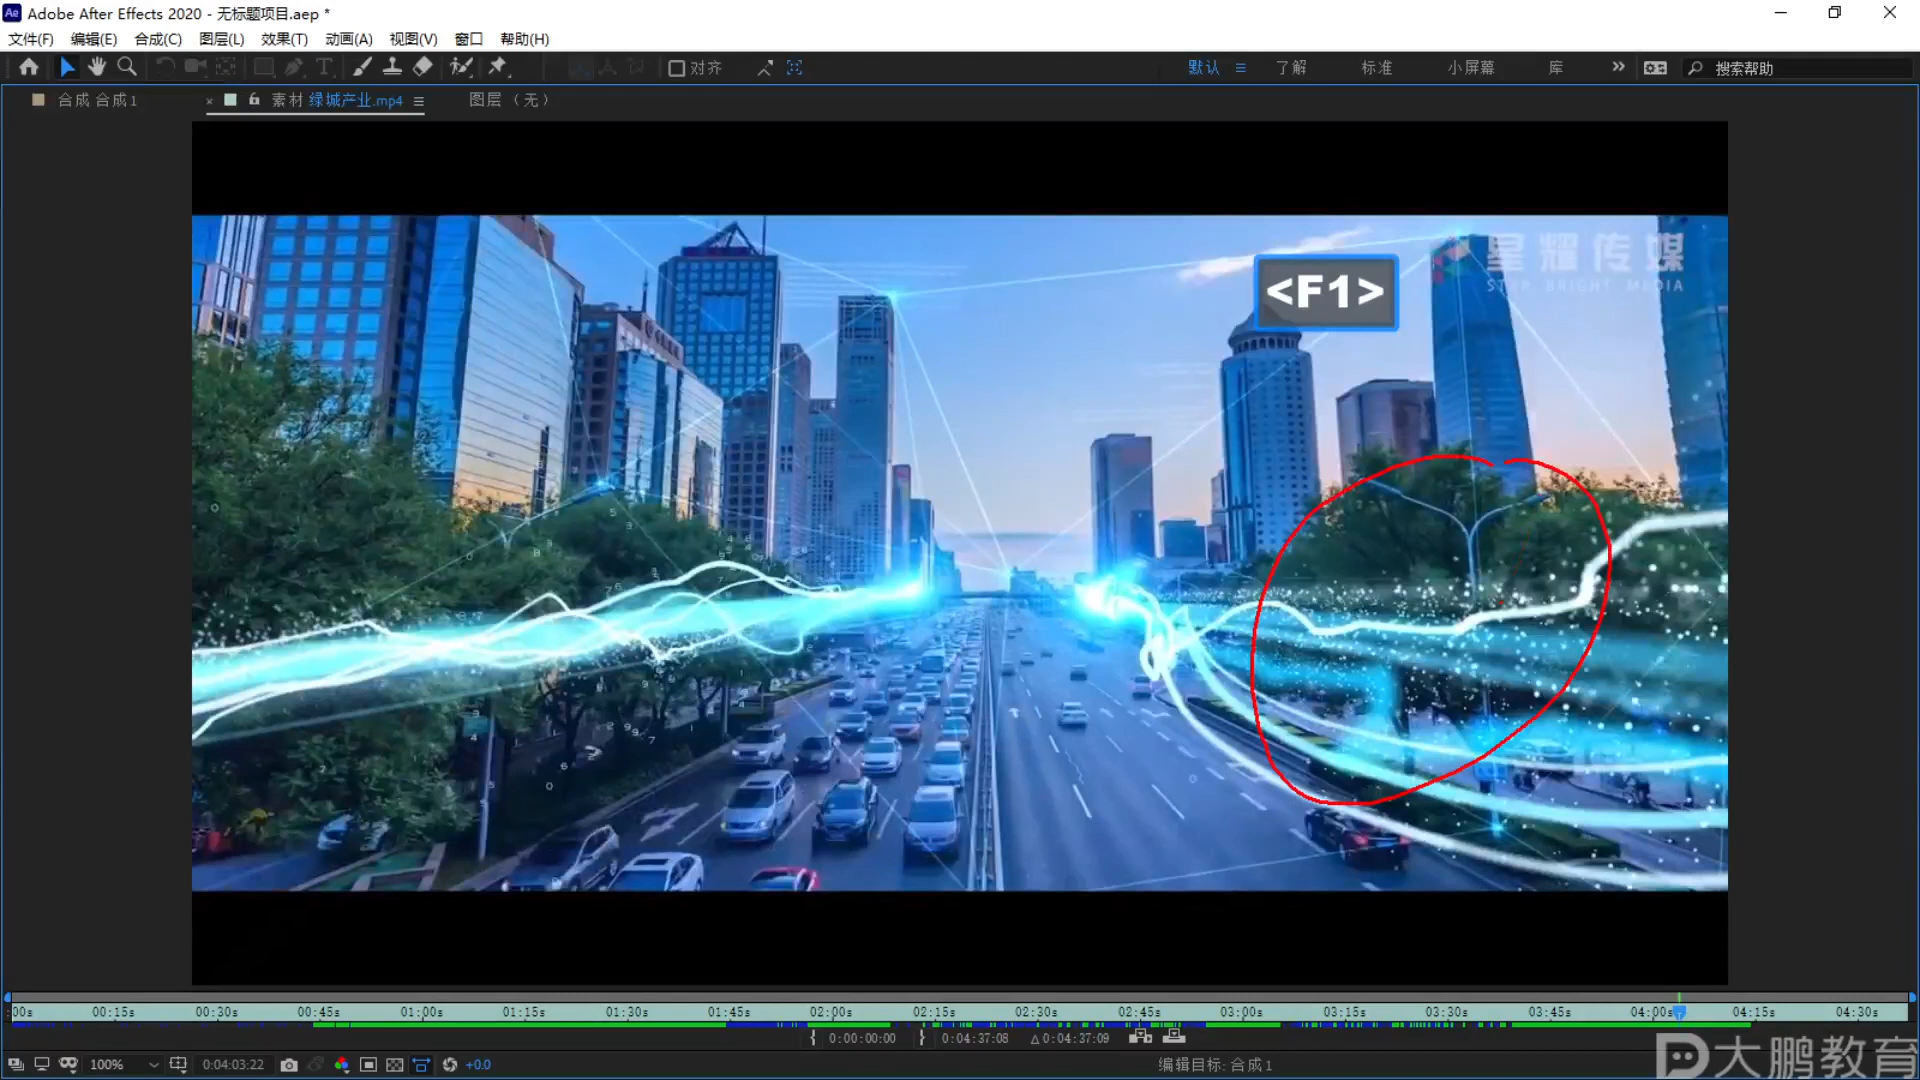 Adobe After Effects 2020 - 无标题项目.aep *
文件(F) 编辑(E) 合成(C) 图层(L) 效果(T) 动画(A) 视图(V) 窗口 帮助(H)
对齐 默认 了解 标准 小屏幕 库 搜索帮助
合成 合成1 素材 绿城产业.mp4 图层 (无)
星耀传媒
STAR BRIGHT MEDIA
<F1>
00s 00:15s 00:30s 00:45s 01:00s 01:15s 01:30s 01:45s 02:00s 02:15s 02:30s 02:45s 03:00s 03:15s 03:30s 03:45s 04:00s 04:15s 04:30s
0:00:00:00 0:04:37:08 Δ 0:04:37:09
100% 0:04:03:22 +0.0 编辑目标: 合成1
大鹏教育